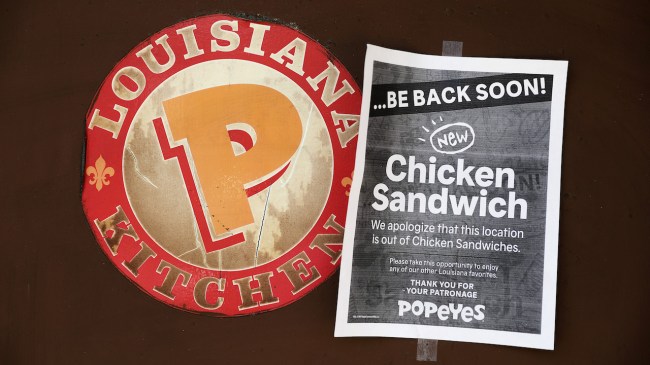 LOUISIANA
P
KITCHEN
...BE BACK SOON!
New
Chicken
Sandwich
We apologize that this location
is out of Chicken Sandwiches.
Please take this opportunity to enjoy
any of our other Louisiana favorites.
THANK YOU FOR
YOUR PATRONAGE
POPEYES